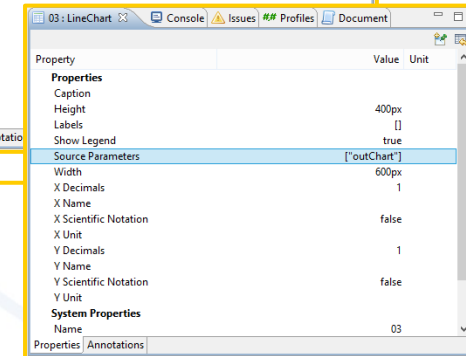 03 : LineChart Console Issues ## Profiles Document
Property Value Unit
Properties
Caption
Height 400px
Labels []
Show Legend true
Source Parameters ["outChart"]
Width 600px
X Decimals 1
X Name
X Scientific Notation false
X Unit
Y Decimals 1
Y Name
Y Scientific Notation false
Y Unit
System Properties
Name 03
Properties Annotations